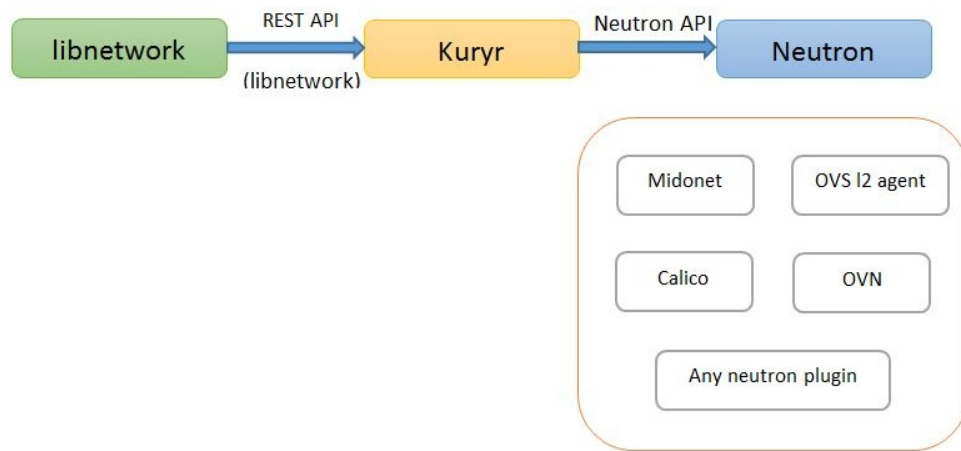 REST API
Neutron API
libnetwork
Kuryr
Neutron
(libnetwork)
Midonet
OVS l2 agent
Calico
OVN
Any neutron plugin